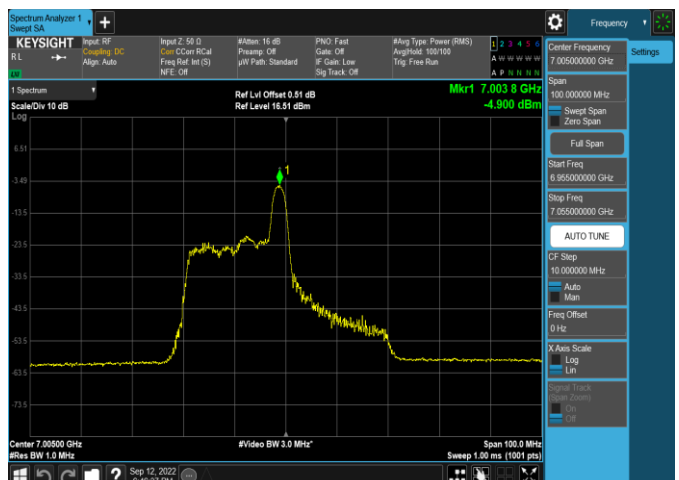 Spectrum Analyzer 1
Swept SA
+
Frequency
KEYSIGHT
RL
Input: RF
Coupling: DC
Align: Auto
Input Z: 50 Ω
Corr CCorr RCal
Freq Ref: Int (S)
NFE: Off
#Atten: 16 dB
Preamp: Off
µW Path: Standard
PNO: Fast
Gate: Off
IF Gain: Low
Sig Track: Off
#Avg Type: Power (RMS)
Avg|Hold: 100/100
Trig: Free Run
1 2 3 4 5 6
A W W W W W
A P N N N N
LW
1 Spectrum
Scale/Div 10 dB
Log
Ref Lvl Offset 0.51 dB
Ref Level 16.51 dBm
Mkr1 7.003 8 GHz
-4.900 dBm
1
6.51
-3.49
-13.5
-23.5
-33.5
-43.5
-53.5
-63.5
-73.5
Center 7.00500 GHz
#Res BW 1.0 MHz
#Video BW 3.0 MHz*
Span 100.0 MHz
Sweep 1.00 ms (1001 pts)
Sep 12, 2022
?
Center Frequency
7.005000000 GHz
Settings
Span
100.000000 MHz
Swept Span
Zero Span
Full Span
Start Freq
6.955000000 GHz
Stop Freq
7.055000000 GHz
AUTO TUNE
CF Step
10.000000 MHz
Auto
Man
Freq Offset
0 Hz
X Axis Scale
Log
Lin
Signal Track
(Span Zoom)
On
Off